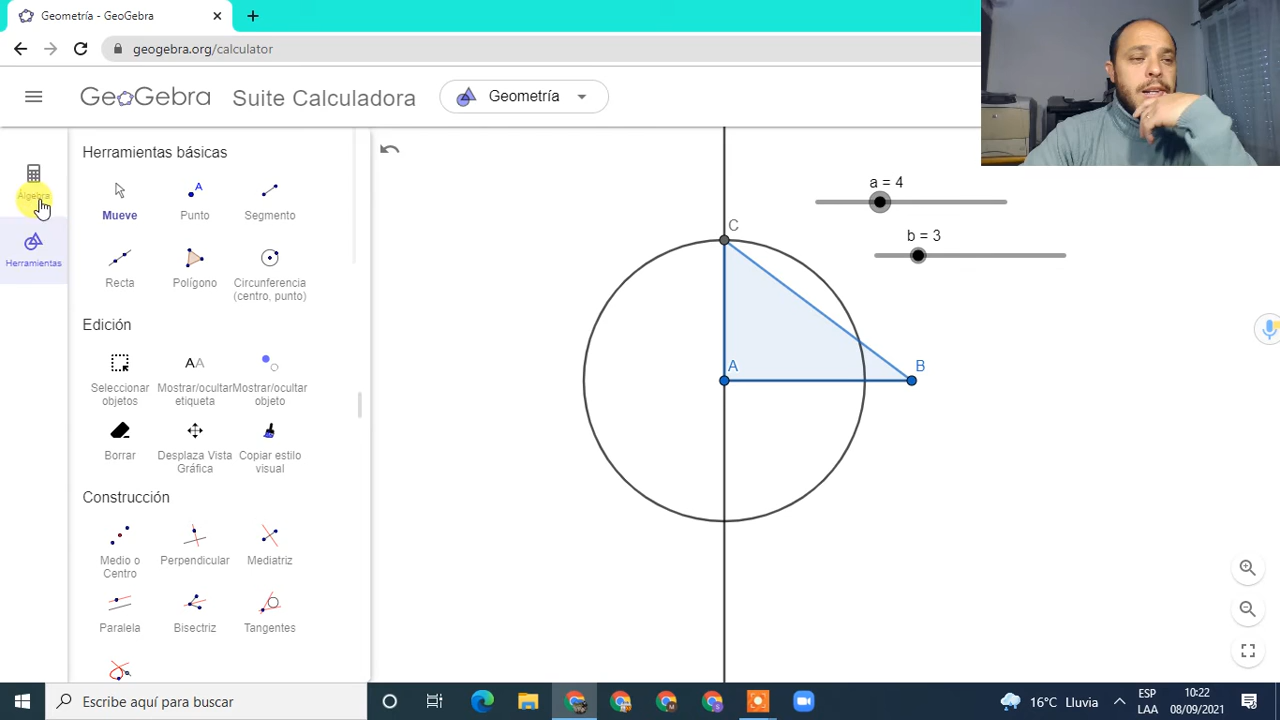 Geometría - GeoGebra
geogebra.org/calculator
GeoGebra
Suite Calculadora
Geometría
Álgebra
Herramientas
Herramientas básicas
Mueve
Punto
Segmento
Recta
Polígono
Circunferencia
(centro, punto)
Edición
Seleccionar
objetos
Mostrar/ocultar
etiqueta
Mostrar/ocultar
objeto
Borrar
Desplaza Vista
Gráfica
Copiar estilo
visual
Construcción
Medio o
Centro
Perpendicular
Mediatriz
Paralela
Bisectriz
Tangentes
a = 4
b = 3
C
A
B
Escribe aquí para buscar
16°C Lluvia
ESP
LAA
10:22
08/09/2021